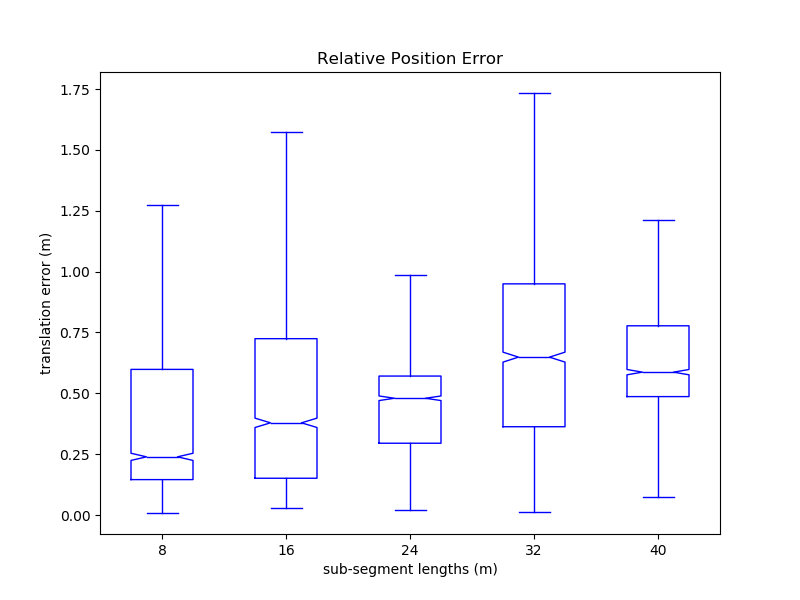 Relative Position Error
1.75
1.50
1.25
1.00
0.75
0.50
0.25
0.00
translation error (m)
8 16 24 32 40
sub-segment lengths (m)